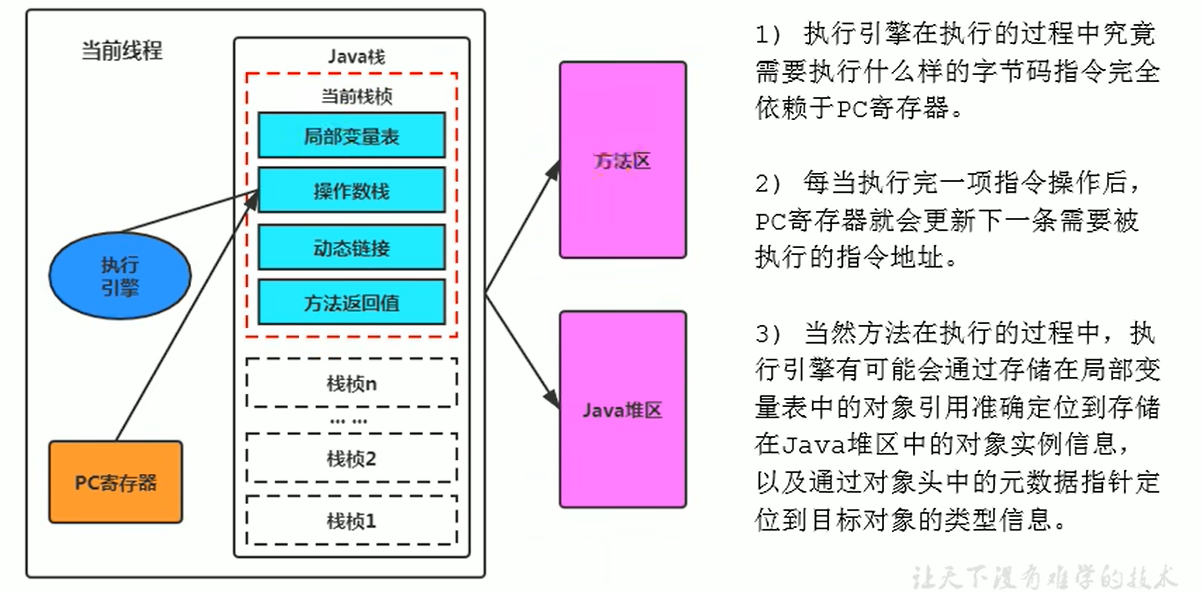 当前线程
Java栈
当前栈桢
局部变量表
操作数栈
动态链接
方法返回值
栈桢n
... ...
栈桢2
栈桢1
执行
引擎
PC寄存器
方法区
Java堆区
1) 执行引擎在执行的过程中究竟
需要执行什么样的字节码指令完全
依赖于PC寄存器。
2) 每当执行完一项指令操作后，
PC寄存器就会更新下一条需要被
执行的指令地址。
3) 当然方法在执行的过程中，执
行引擎有可能会通过存储在局部变
量表中的对象引用准确定位到存储
在Java堆区中的对象实例信息，
以及通过对象头中的元数据指针定
位到目标对象的类型信息。
让天下没有难学的技术